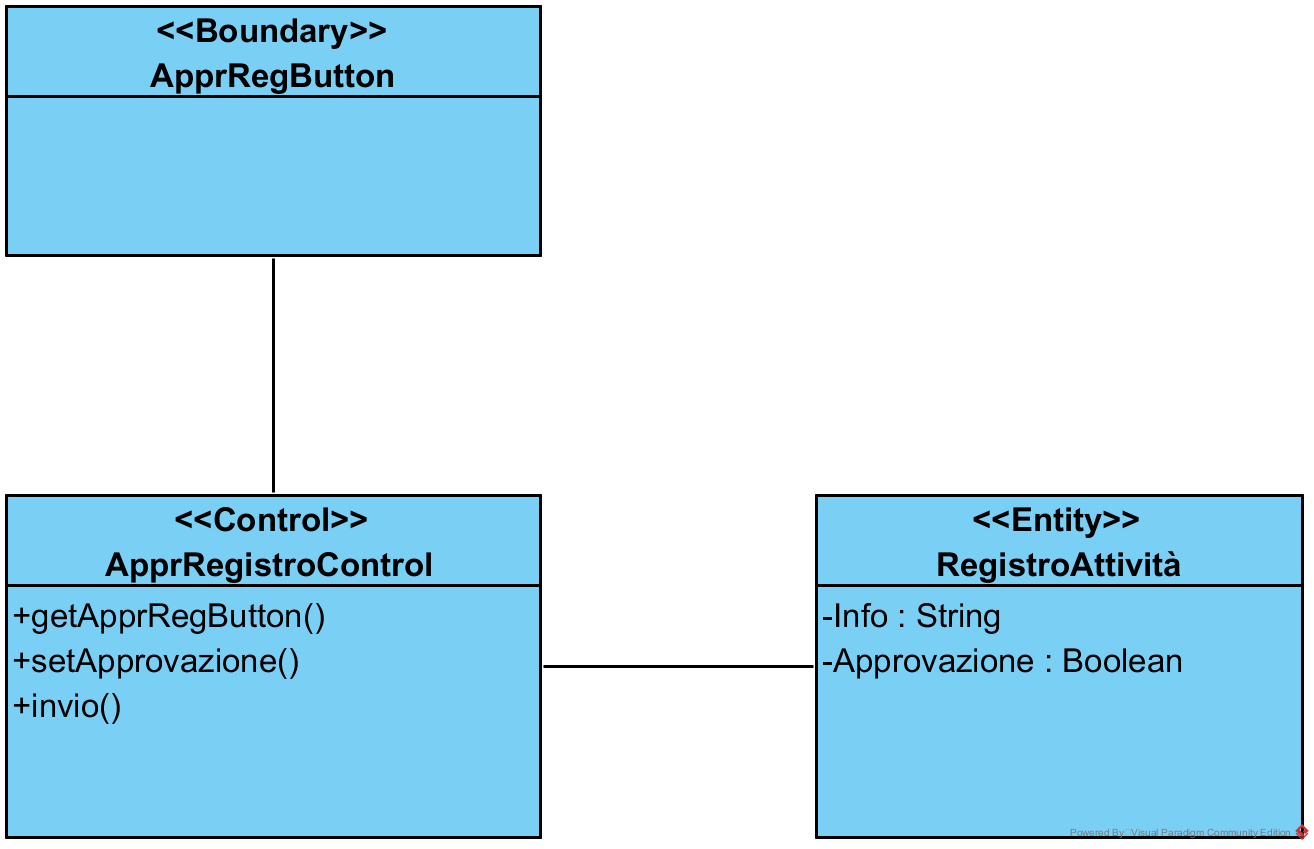 <<Boundary>>
ApprRegButton
<<Control>>
ApprRegistroControl
+getApprRegButton()
+setApprovazione()
+invio()
<<Entity>>
RegistroAttività
-Info : String
-Approvazione : Boolean
Powered By Visual Paradigm Community Edition